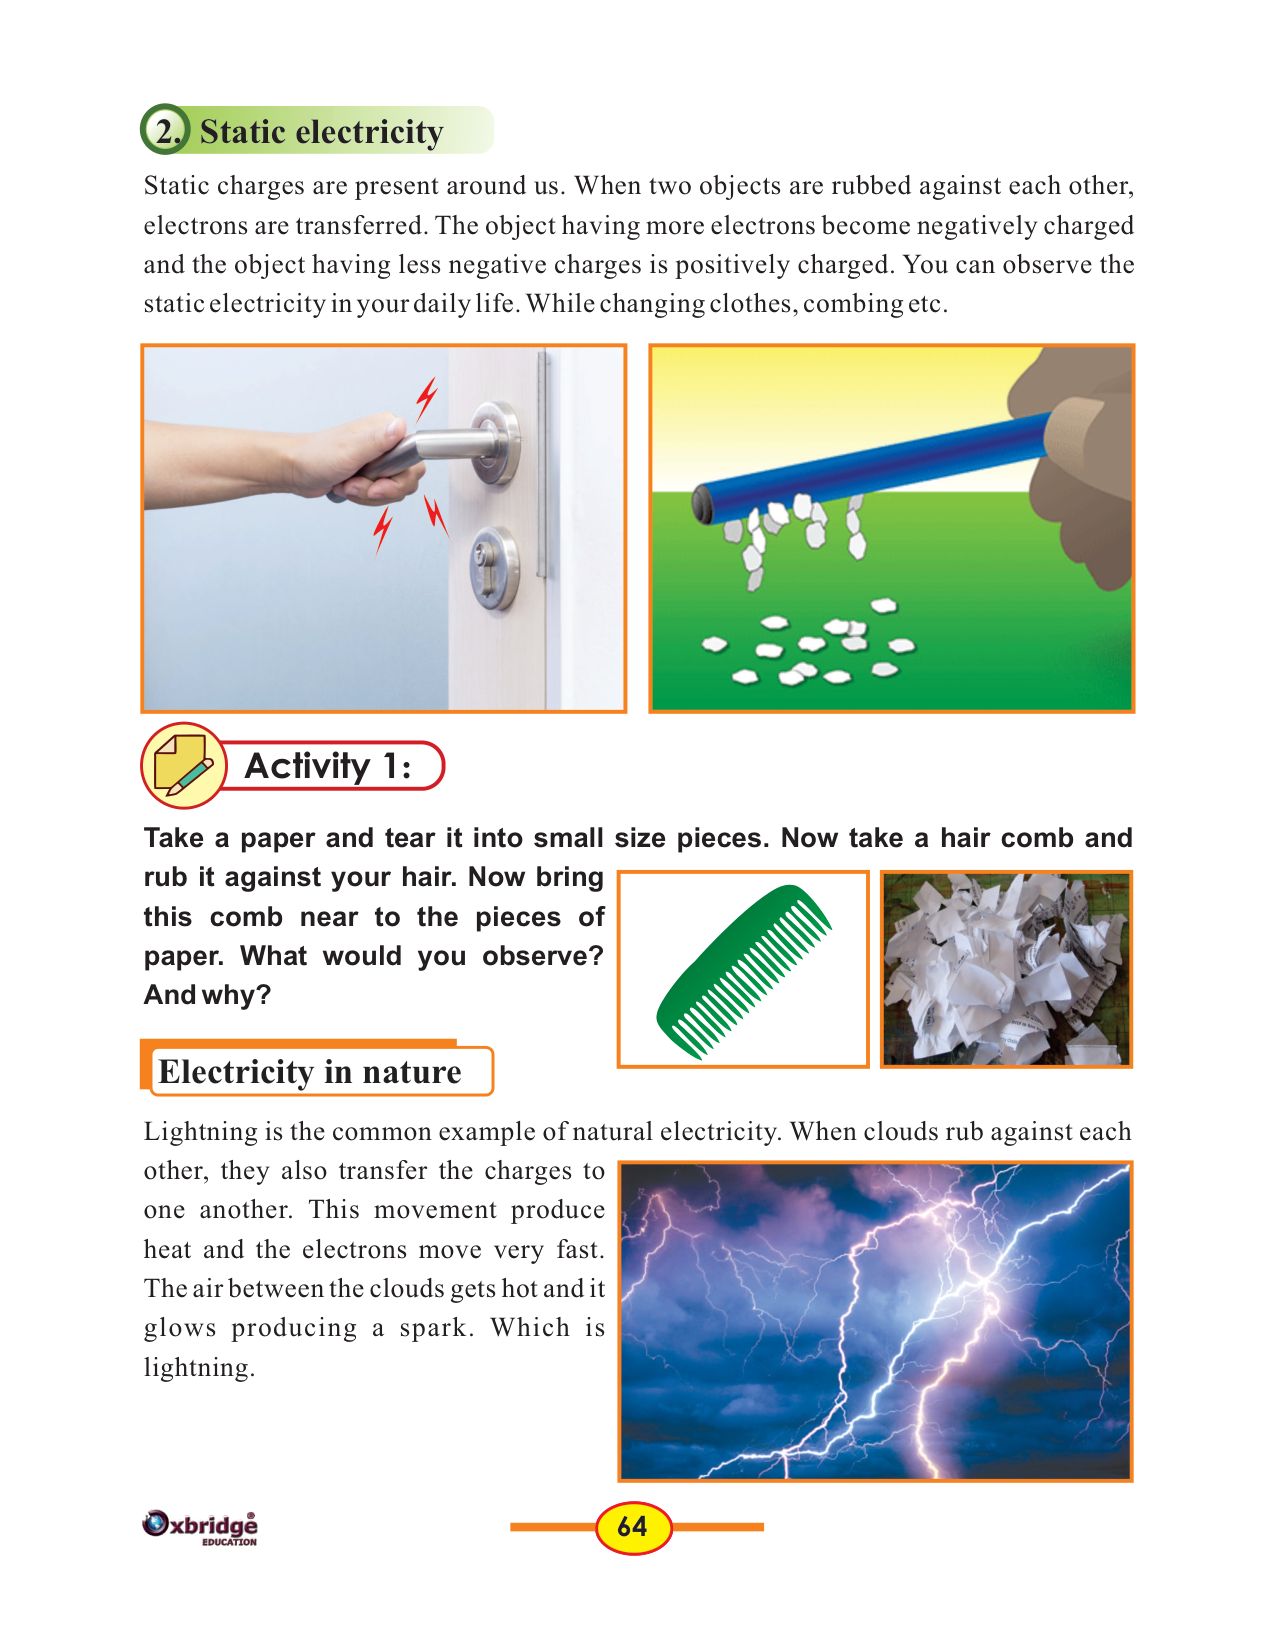 2. Static electricity
Static charges are present around us. When two objects are rubbed against each other,
electrons are transferred. The object having more electrons become negatively charged
and the object having less negative charges is positively charged. You can observe the
static electricity in your daily life. While changing clothes, combing etc.
Activity 1:
Take a paper and tear it into small size pieces. Now take a hair comb and
rub it against your hair. Now bring
this comb near to the pieces of
paper. What would you observe?
And why?
Electricity in nature
Lightning is the common example of natural electricity. When clouds rub against each
other, they also transfer the charges to
one another. This movement produce
heat and the electrons move very fast.
The air between the clouds gets hot and it
glows producing a spark. Which is
lightning.
Oxbridge®
EDUCATION
64